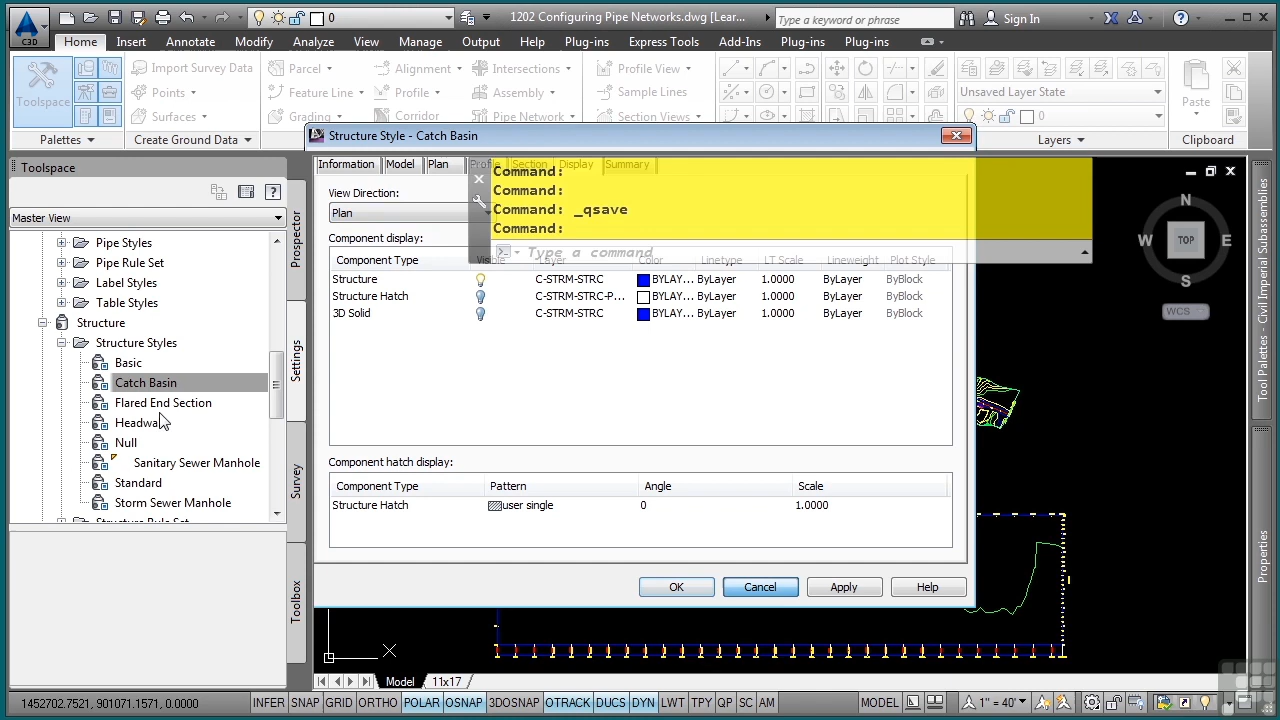 C3D
0
1202 Configuring Pipe Networks.dwg [Lear...
Type a keyword or phrase
Sign In
Home Insert Annotate Modify Analyze View Manage Output Help Plug-ins Express Tools Add-Ins Plug-ins Plug-ins
Toolspace
Import Survey Data
Points
Surfaces
Parcel
Feature Line
Grading
Alignment
Profile
Corridor
Intersections
Assembly
Pipe Network
Profile View
Sample Lines
Section Views
Unsaved Layer State
0
Paste
Palettes
Create Ground Data
Layers
Clipboard
Toolspace
Master View
Pipe Styles
Pipe Rule Set
Label Styles
Table Styles
Structure
Structure Styles
Basic
Catch Basin
Flared End Section
Headwa
Null
Sanitary Sewer Manhole
Standard
Storm Sewer Manhole
Structure Rule Set
Prospector
Settings
Survey
Toolbox
Structure Style - Catch Basin
Information Model Plan Profile Section Display Summary
View Direction:
Plan
Component display:
Command:
Command:
Command: _qsave
Command:
Type a command
Component Type Visible Layer Color Linetype LT Scale Lineweight Plot Style
Structure C-STRM-STRC BYLAY... ByLayer 1.0000 ByLayer ByBlock
Structure Hatch C-STRM-STRC-P... BYLAY... ByLayer 1.0000 ByLayer ByBlock
3D Solid C-STRM-STRC BYLAY... ByLayer 1.0000 ByLayer ByBlock
Component hatch display:
Component Type Pattern Angle Scale
Structure Hatch user single 0 1.0000
OK Cancel Apply Help
N
W TOP E
S
WCS
Tool Palettes - Civil Imperial Subassemblies
Properties
Model 11x17
1452702.7521, 901071.1571, 0.0000
INFER SNAP GRID ORTHO POLAR OSNAP 3DOSNAP OTRACK DUCS DYN LWT TPY QP SC AM
MODEL
1" = 40'